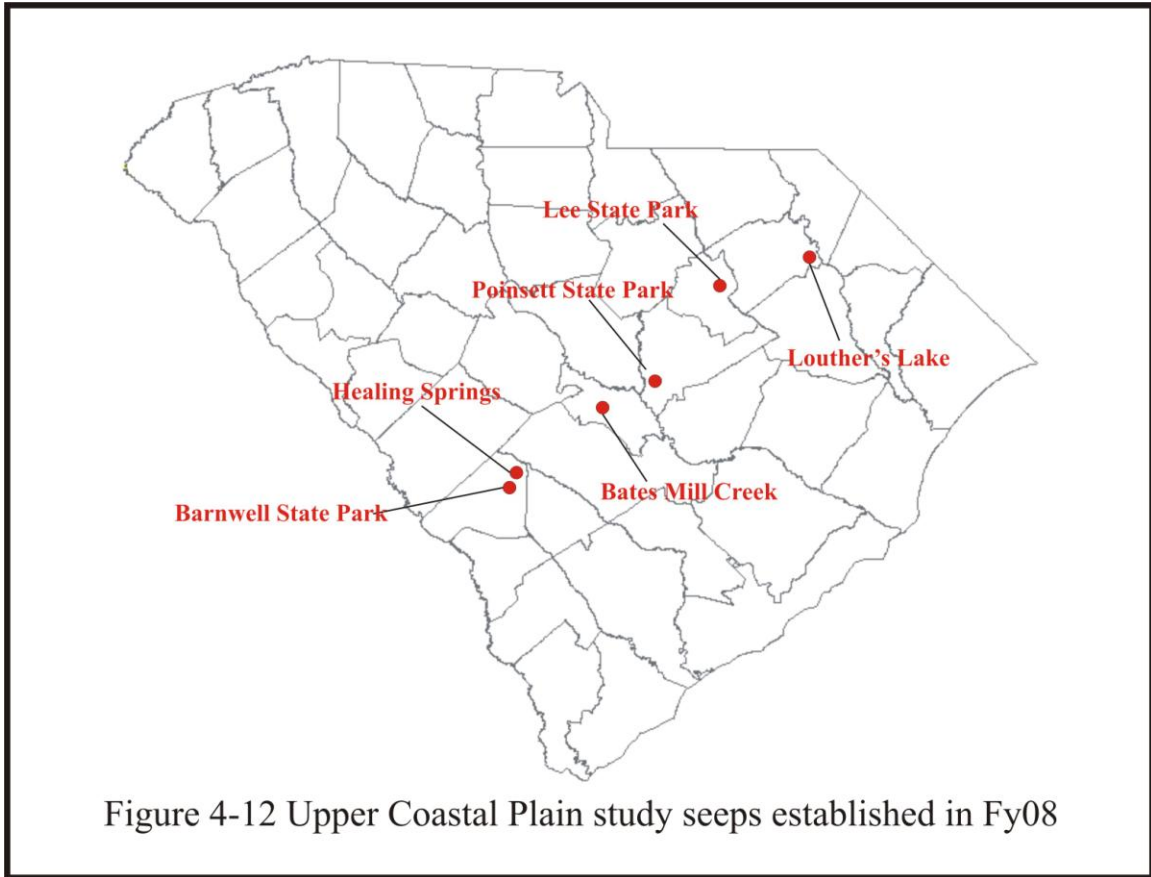 Lee State Park
Poinsett State Park
Louther's Lake
Healing Springs
Bates Mill Creek
Barnwell State Park
Figure 4-12 Upper Coastal Plain study seeps established in Fy08